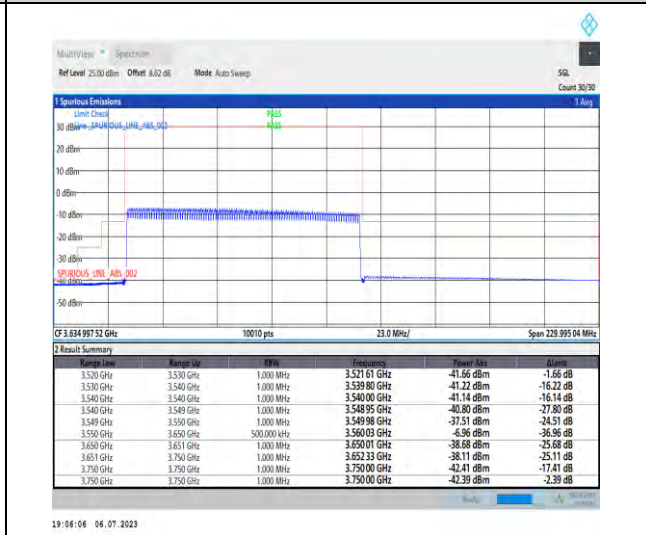 MultiView Spectrum
Ref Level 25.00 dBm Offset 8.62 dB Mode Auto Sweep SGL
Count 30/30
1 Spurious Emissions 1 Avg
Limit Check PASS
30 dBm Line _SPURIOUS_LINE_ABS_002 PASS
20 dBm
10 dBm
0 dBm
-10 dBm
-20 dBm
-30 dBm
_SPURIOUS_LINE_ABS_002
-40 dBm
-50 dBm
CF 3.634 997 52 GHz 10010 pts 23.0 MHz/ Span 229.995 04 MHz
2 Result Summary
Range Low Range Up RBW Frequency Power Abs ΔLimit
3.520 GHz 3.530 GHz 1.000 MHz 3.521 61 GHz -41.66 dBm -1.66 dB
3.530 GHz 3.540 GHz 1.000 MHz 3.539 80 GHz -41.22 dBm -16.22 dB
3.540 GHz 3.540 GHz 1.000 MHz 3.540 00 GHz -41.14 dBm -16.14 dB
3.540 GHz 3.549 GHz 1.000 MHz 3.548 95 GHz -40.80 dBm -27.80 dB
3.549 GHz 3.550 GHz 1.000 MHz 3.549 98 GHz -37.51 dBm -24.51 dB
3.550 GHz 3.650 GHz 500.000 kHz 3.560 03 GHz -6.96 dBm -36.96 dB
3.650 GHz 3.651 GHz 1.000 MHz 3.650 01 GHz -38.68 dBm -25.68 dB
3.651 GHz 3.750 GHz 1.000 MHz 3.652 33 GHz -38.11 dBm -25.11 dB
3.750 GHz 3.750 GHz 1.000 MHz 3.750 00 GHz -42.41 dBm -17.41 dB
3.750 GHz 3.750 GHz 1.000 MHz 3.750 00 GHz -42.39 dBm -2.39 dB
19:06:06 06.07.2023